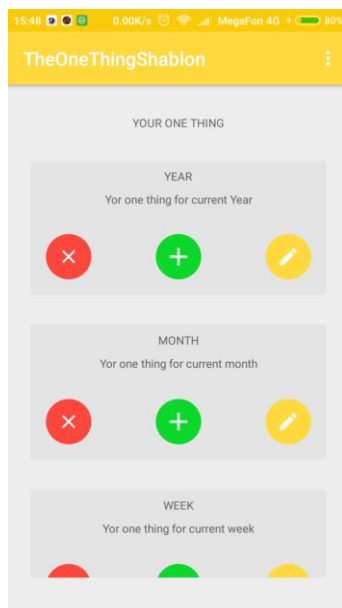 15:48 0.00K/s MegaFon 4G 80%
TheOneThingShablon
YOUR ONE THING
YEAR
Yor one thing for current Year
MONTH
Yor one thing for current month
WEEK
Yor one thing for current week